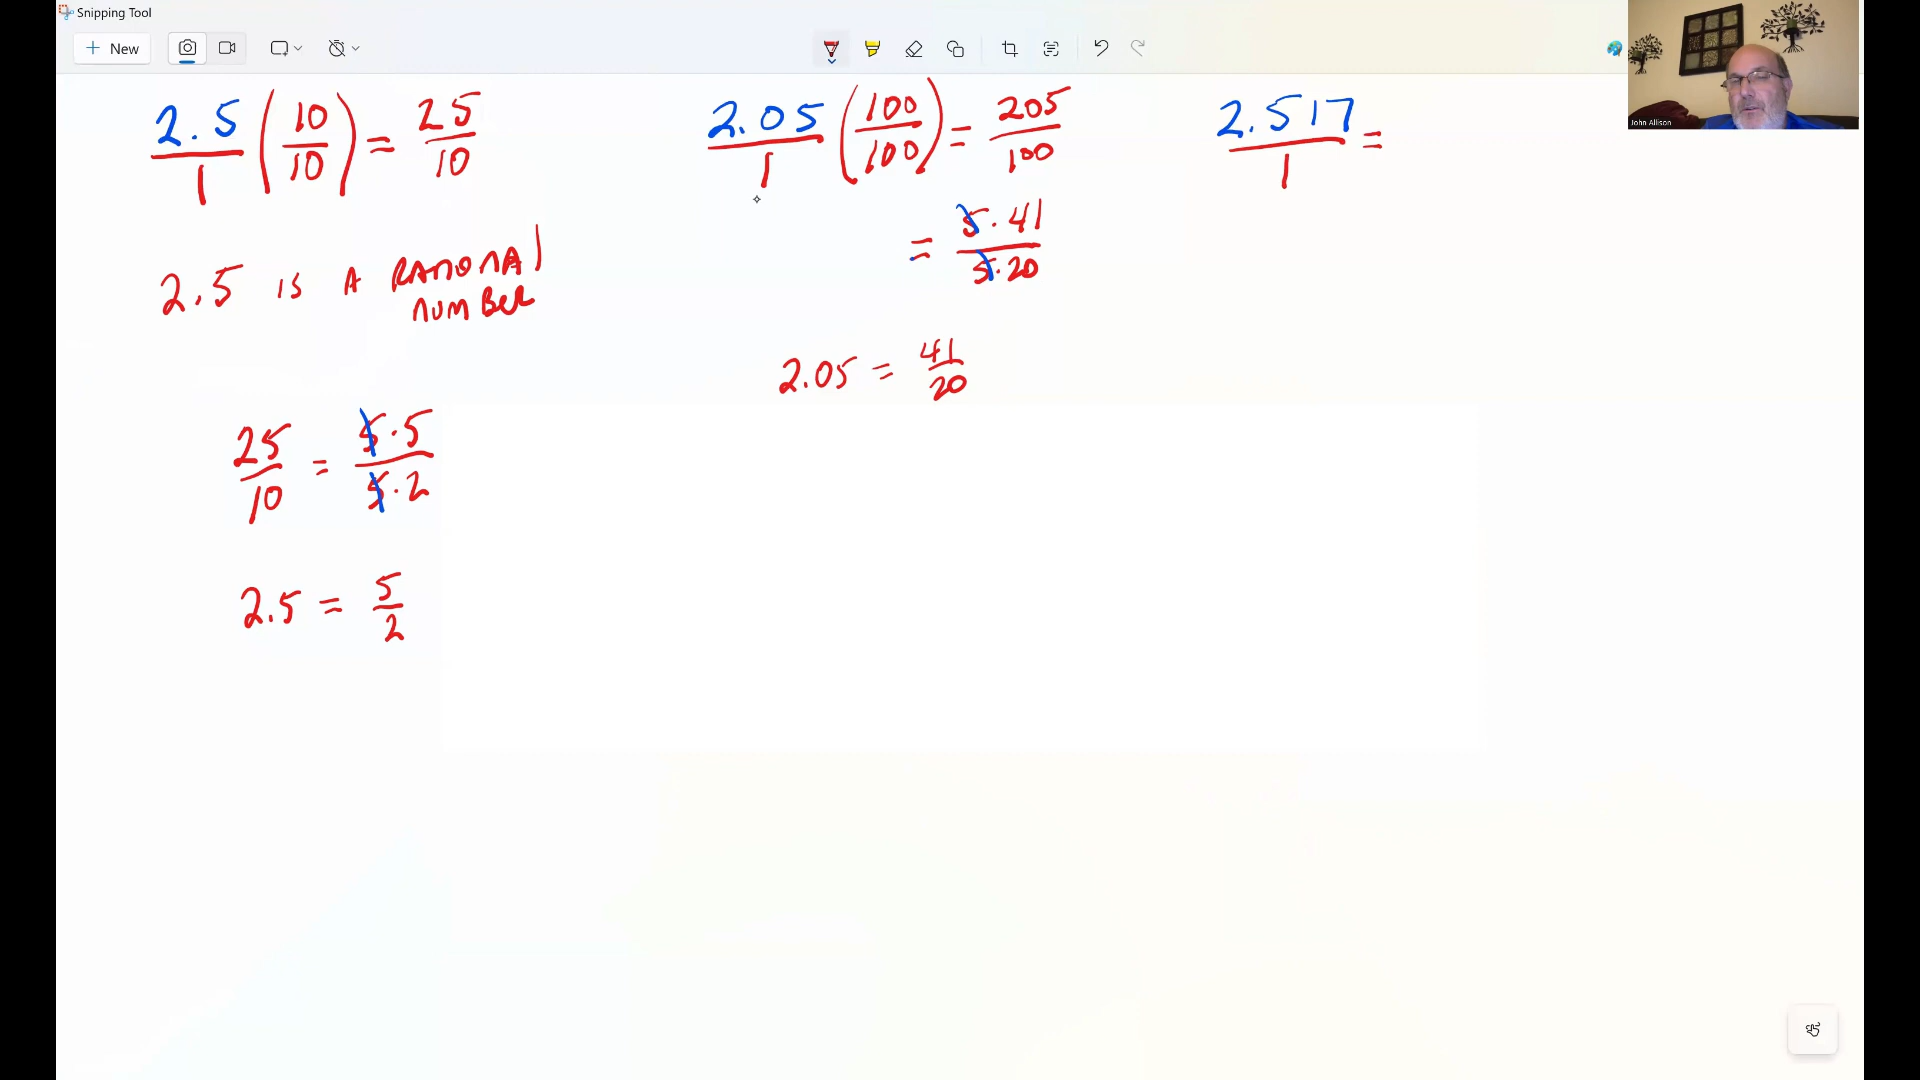 Snipping Tool
New
John Allison
2.5/1 (10/10) = 25/10
2.5 IS A RATIONAL
NUMBER
25/10 = 5·5/5·2
2.5 = 5/2
2.05/1 (100/100) = 205/100
= 5·41/5·20
2.05 = 41/20
2.517/1 =